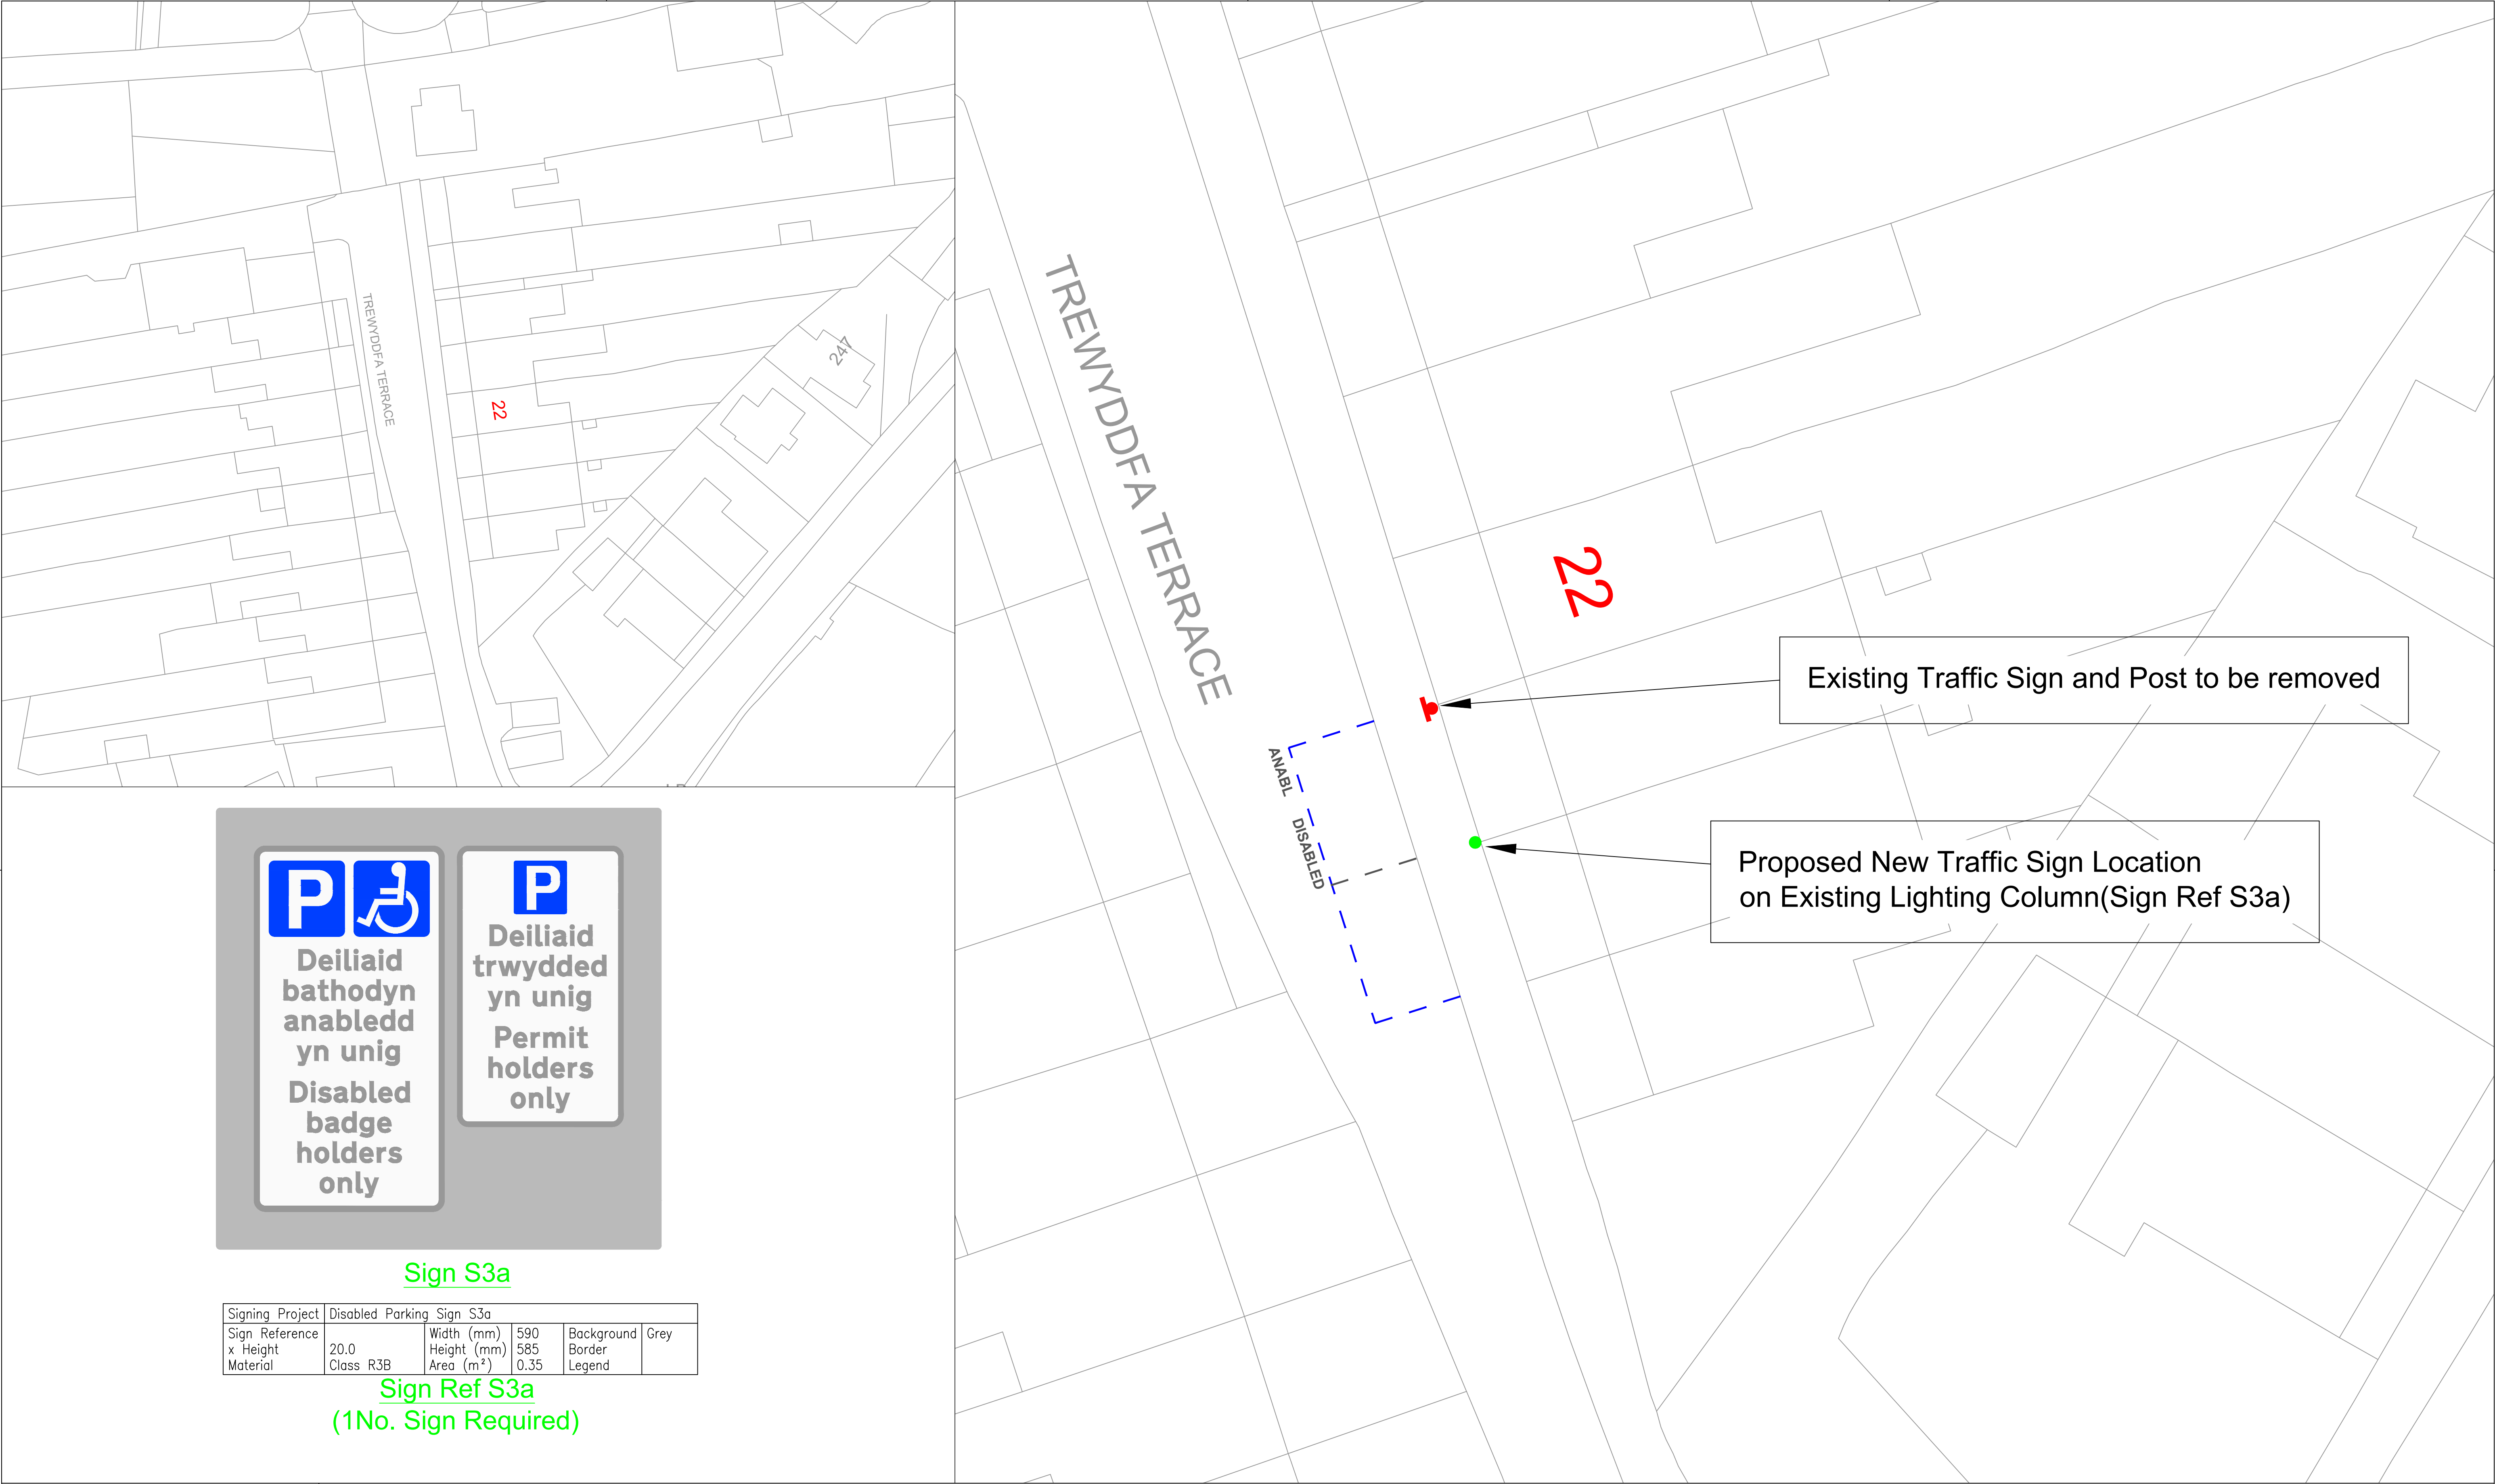 TREWYDDFA TERRACE
22
247
P
Deiliaid
bathodyn
anabledd
yn unig
Disabled
badge
holders
only
P
Deiliaid
trwydded
yn unig
Permit
holders
only
Sign S3a
Signing Project Disabled Parking Sign S3a
Sign Reference Width (mm) 590 Background Grey
x Height 20.0 Height (mm) 585 Border
Material Class R3B Area (m²) 0.35 Legend
Sign Ref S3a
(1No. Sign Required)
TREWYDDFA TERRACE
22
Existing Traffic Sign and Post to be removed
ANABL DISABLED
Proposed New Traffic Sign Location
on Existing Lighting Column(Sign Ref S3a)